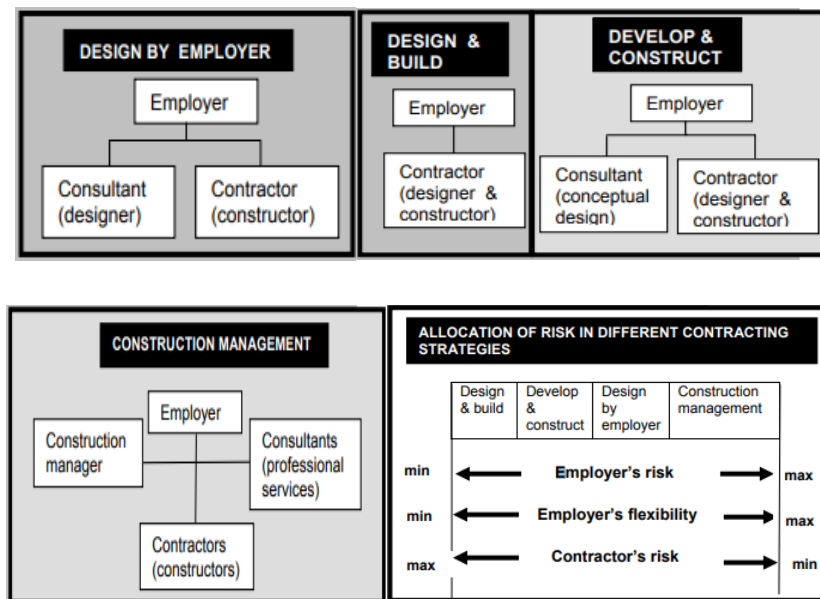 DESIGN BY EMPLOYER
Employer
Consultant
(designer)
Contractor
(constructor)
DESIGN &
BUILD
Employer
Contractor
(designer &
constructor)
DEVELOP &
CONSTRUCT
Employer
Consultant
(conceptual
design)
Contractor
(designer &
constructor)
CONSTRUCTION MANAGEMENT
Employer
Construction
manager
Consultants
(professional
services)
Contractors
(constructors)
ALLOCATION OF RISK IN DIFFERENT CONTRACTING
STRATEGIES
Design
& build
Develop
&
construct
Design
by
employer
Construction
management
min Employer's risk max
min Employer's flexibility max
max Contractor's risk min